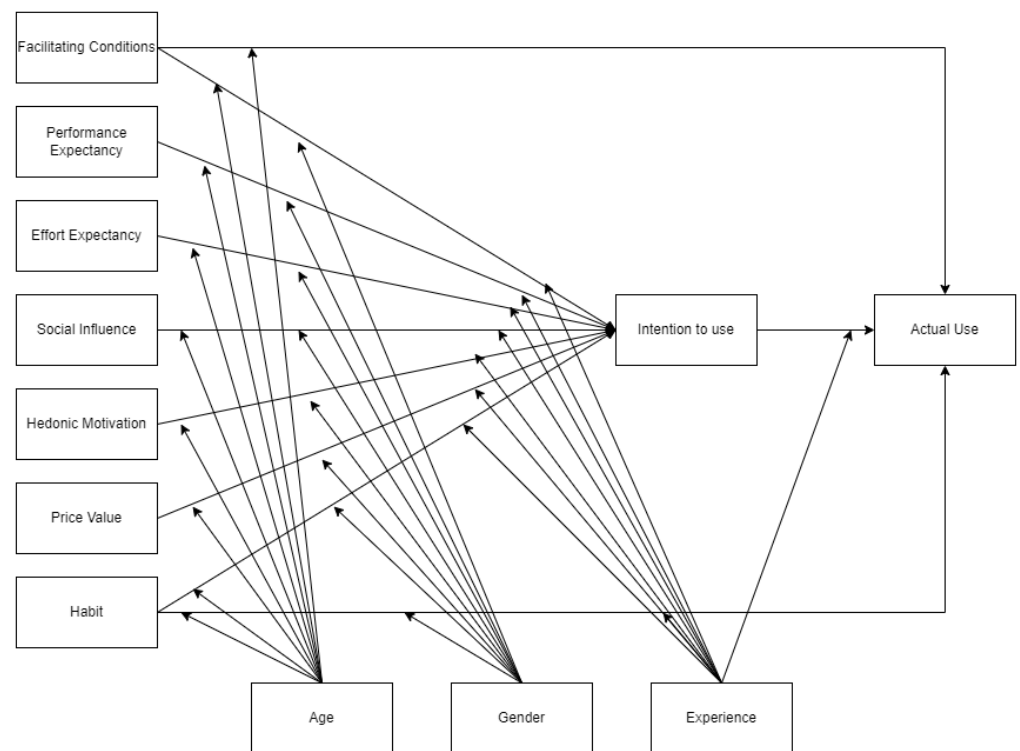 Facilitating Conditions
Performance
Expectancy
Effort Expectancy
Social Influence
Intention to use
Actual Use
Hedonic Motivation
Price Value
Habit
Age
Gender
Experience